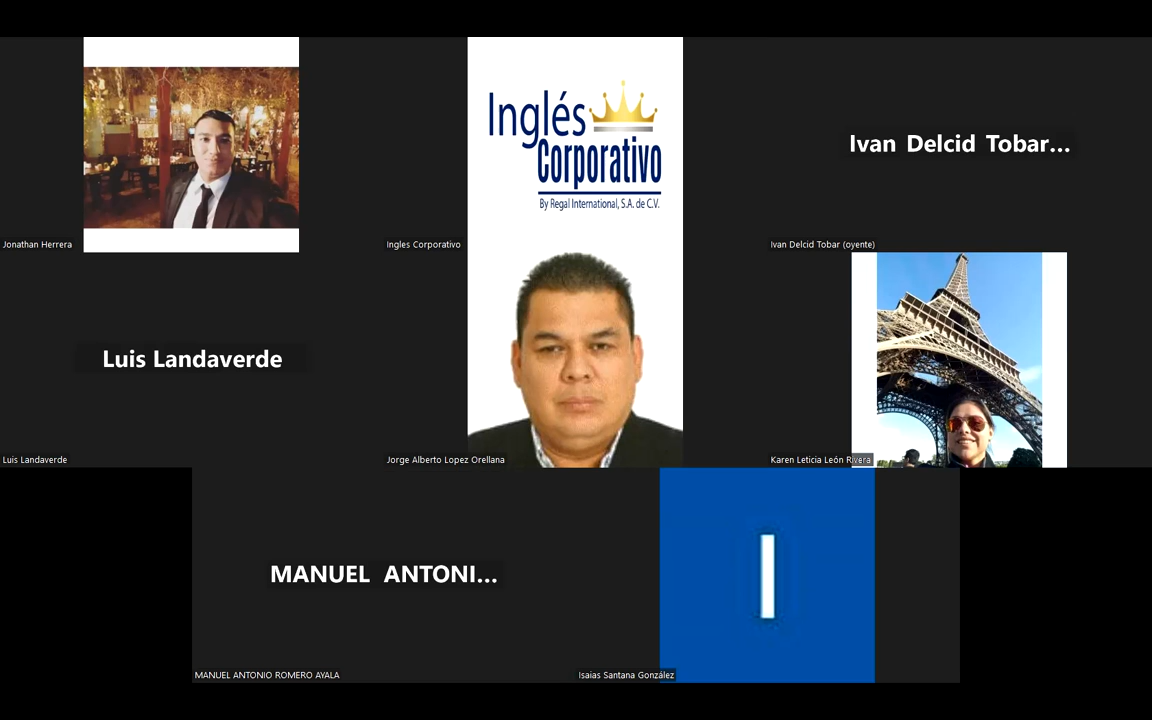 Jonathan Herrera
Inglés
Corporativo
By Regal International, S.A. de C.V.
Ingles Corporativo
Ivan Delcid Tobar...
Ivan Delcid Tobar (oyente)
Luis Landaverde
Luis Landaverde
Jorge Alberto Lopez Orellana
Karen Leticia León Rivera
MANUEL ANTONI...
MANUEL ANTONIO ROMERO AYALA
I
Isaías Santana González